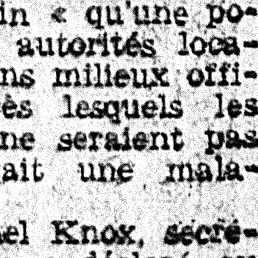 in « qu'une po-
autorités loca-
ns milieux offi-
ès lesquels les
ne seraient pas
ait une mala-
el Knox, secré-